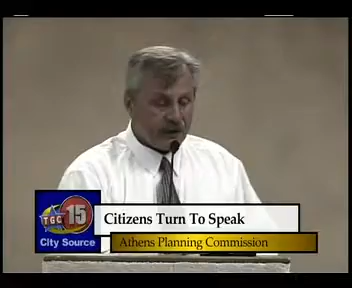 TGC 15
City Source
Citizens Turn To Speak
Athens Planning Commission